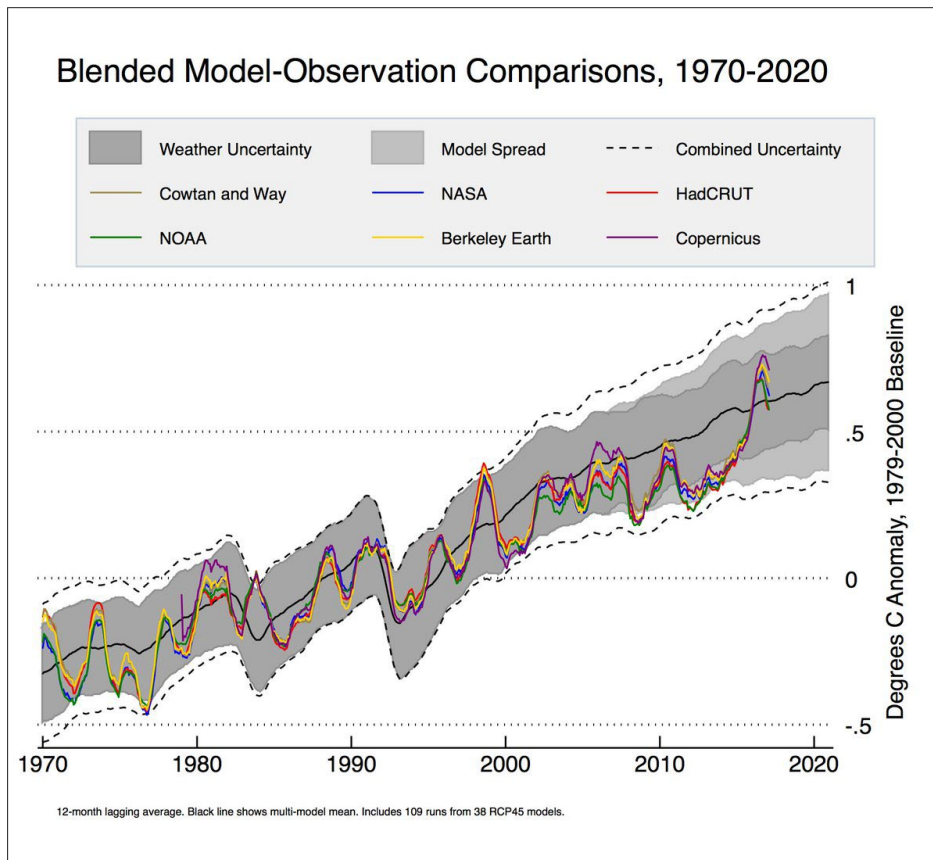 Blended Model-Observation Comparisons, 1970-2020
Weather Uncertainty
Model Spread
Combined Uncertainty
Cowtan and Way
NASA
HadCRUT
NOAA
Berkeley Earth
Copernicus
1
.5
0
-.5
Degrees C Anomaly, 1979-2000 Baseline
1970
1980
1990
2000
2010
2020
12-month lagging average. Black line shows multi-model mean. Includes 109 runs from 38 RCP45 models.